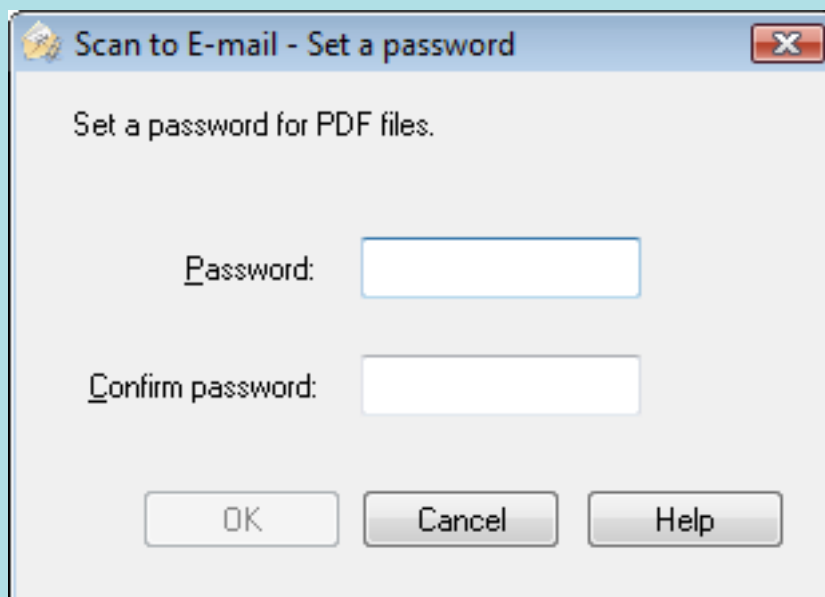 Scan to E-mail - Set a password
Set a password for PDF files.
Password:
Confirm password:
OK Cancel Help